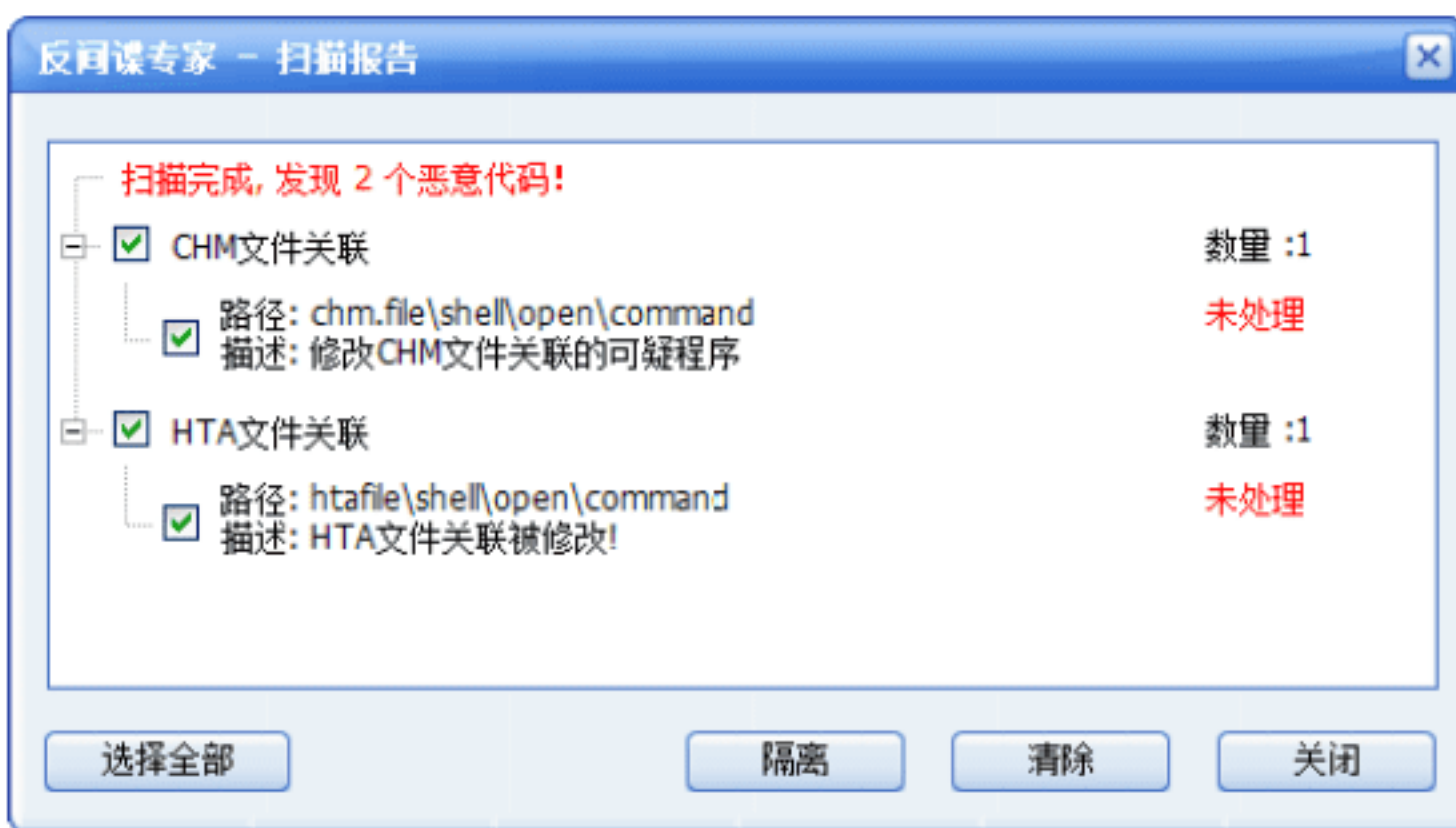 反间谍专家 - 扫描报告
扫描完成, 发现 2 个恶意代码!
CHM文件关联 数量 :1
路径: chm.file\shell\open\command 未处理
描述: 修改CHM文件关联的可疑程序
HTA文件关联 数量 :1
路径: htafile\shell\open\command 未处理
描述: HTA文件关联被修改!
选择全部 隔离 清除 关闭